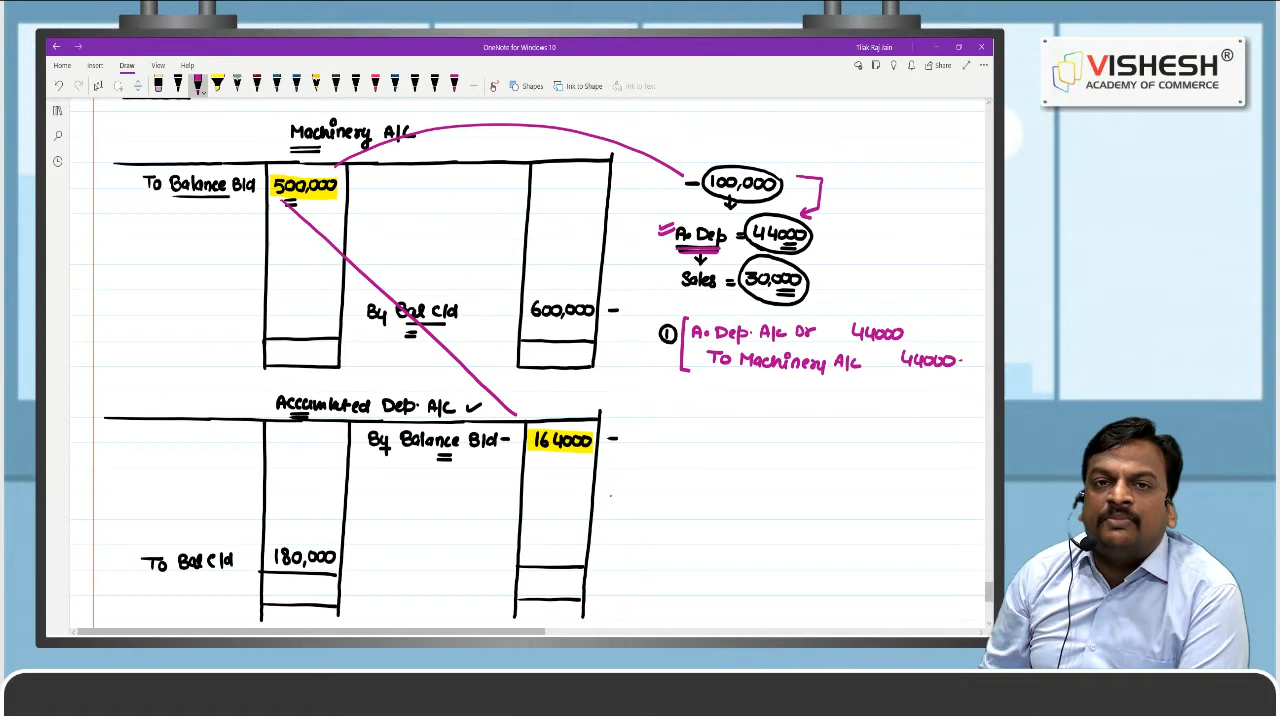 OneNote for Windows 10
Tilak Raj Jain
Home Insert Draw View Help
Share
Shapes Ink to Shape Ink to Text
VISHESH®
ACADEMY OF COMMERCE
Machinery A/c
To Balance B/d 500,000
By Bal C/d 600,000 -
- 100,000
A. Dep = 44000
Sales = 30,000
① A. Dep. A/c Dr 44000
To Machinery A/c 44000-
Accumlated Dep. A/c ✓
By Balance B/d - 164000 -
To Bal C/d 180,000